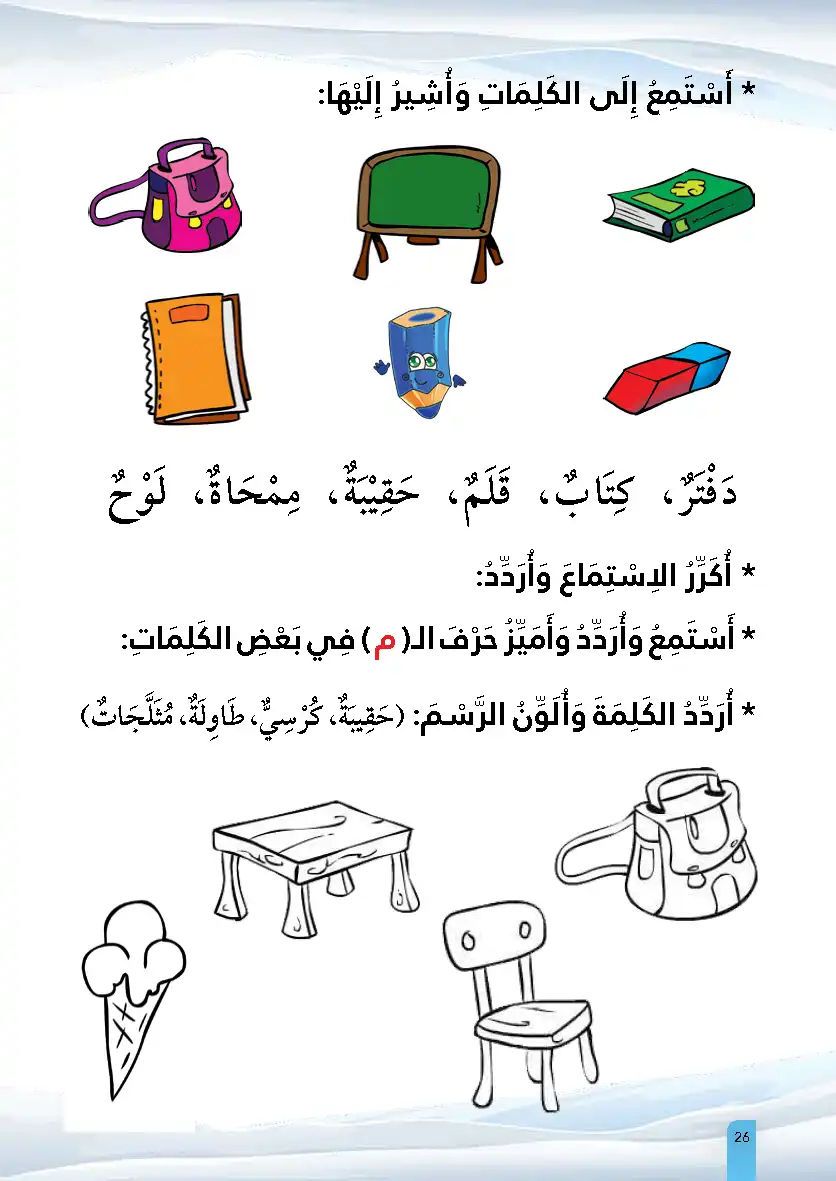 * أَسْتَمِعُ إِلَى الكَلِمَاتِ وَأُشِيرُ إِلَيْهَا:
دَفْتَرٌ، كِتَابٌ، قَلَمٌ، حَقِيْبَةٌ، مِمْحَاةٌ، لَوْحٌ
* أُكَرِّرُ الاِسْتِمَاعَ وَأُرَدِّدُ:
* أَسْتَمِعُ وَأُرَدِّدُ وَأَمَيِّزُ حَرْفَ الـ( م ) فِي بَعْضِ الكَلِمَاتِ:
* أُرَدِّدُ الكَلِمَةَ وَأُلَوِّنُ الرَّسْمَ: (حَقِيبَةٌ، كُرْسِيٌّ، طَاوِلَةٌ، مُثَلَّجَاتٌ)
26